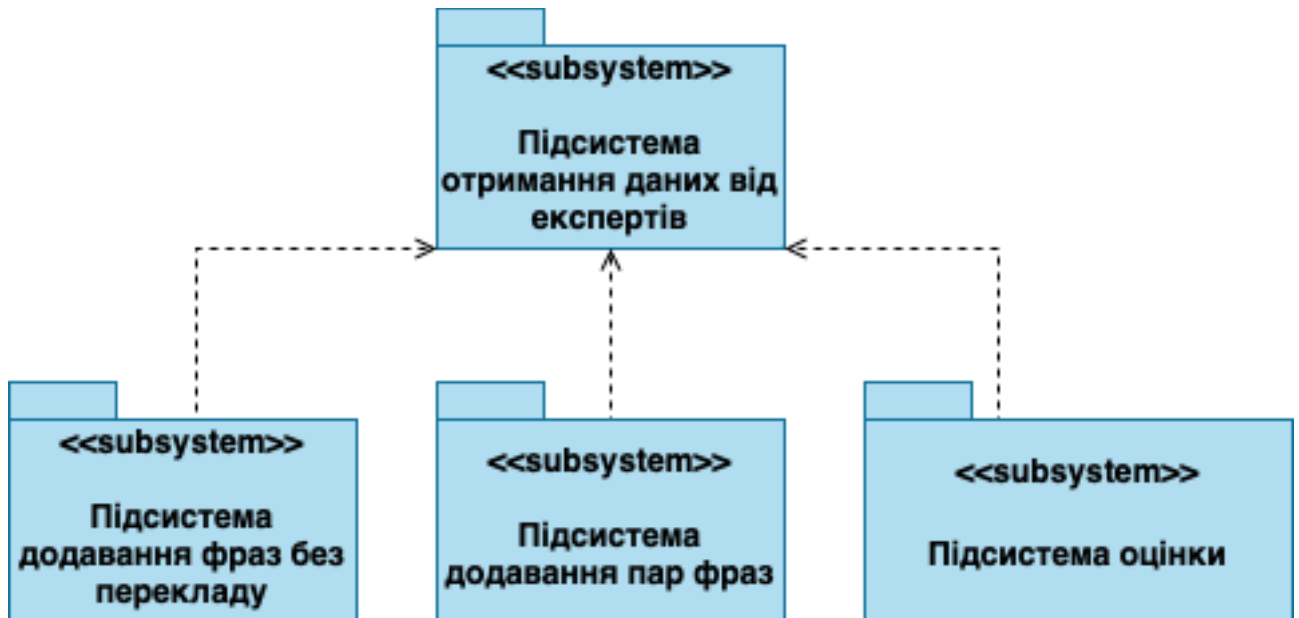 <<subsystem>>
Підсистема
отримання даних від
експертів
<<subsystem>>
Підсистема
додавання фраз без
перекладу
<<subsystem>>
Підсистема
додавання пар фраз
<<subsystem>>
Підсистема оцінки